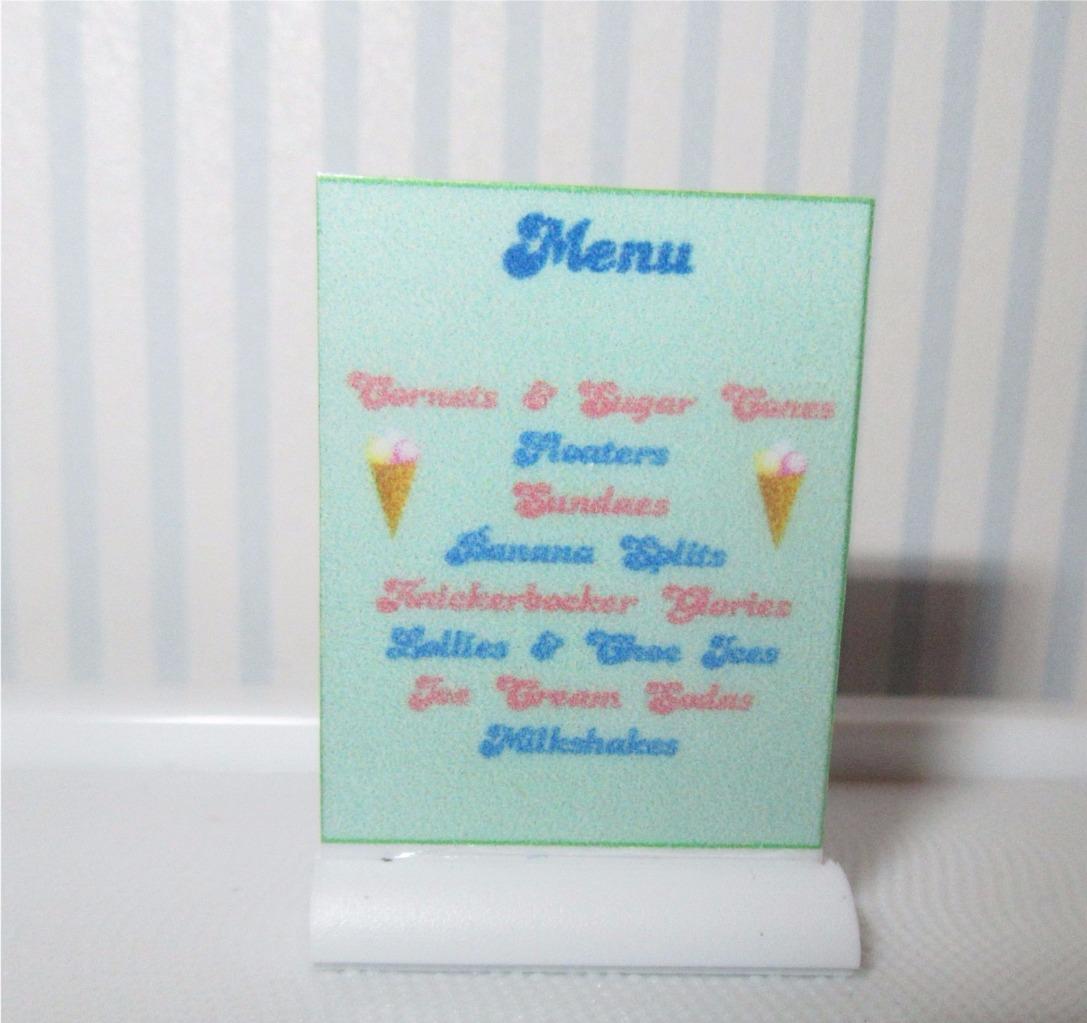 Menu
Cornets & Sugar Cones
Floaters
Sundaes
Banana Splits
Knickerbocker Glories
Lollies & Choc Ices
Ice Cream Sodas
Milkshakes